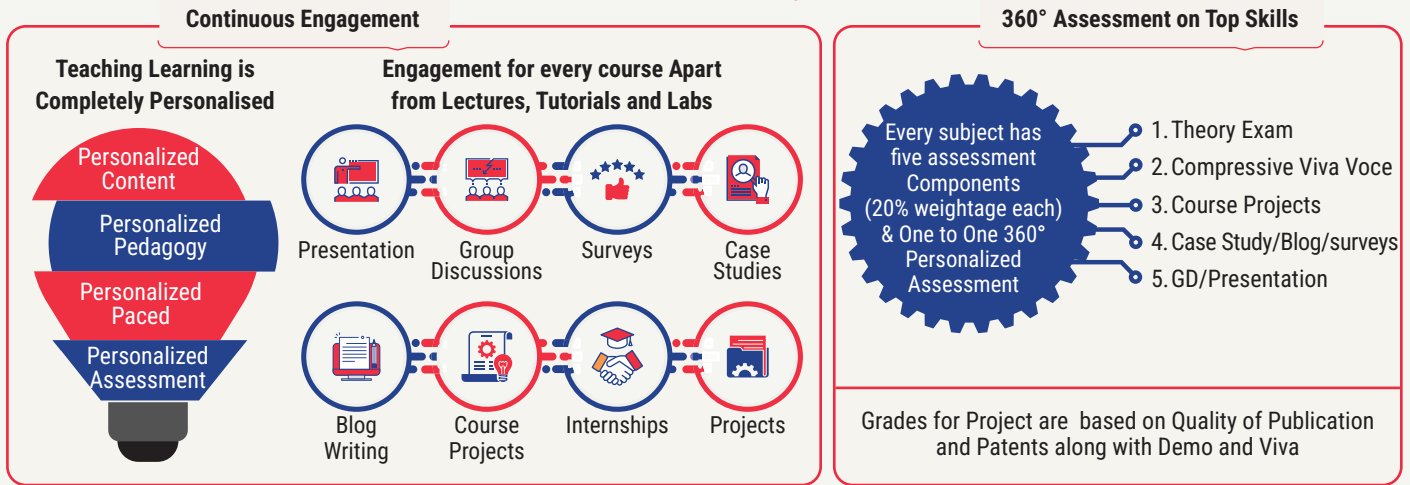 Continuous Engagement
Teaching Learning is
Completely Personalised
Personalized
Content
Personalized
Pedagogy
Personalized
Paced
Personalized
Assessment
Engagement for every course Apart
from Lectures, Tutorials and Labs
Presentation
Group
Discussions
Surveys
Case
Studies
Blog
Writing
Course
Projects
Internships
Projects
360° Assessment on Top Skills
Every subject has
five assessment
Components
(20% weightage each)
& One to One 360°
Personalized
Assessment
1. Theory Exam
2. Compressive Viva Voce
3. Course Projects
4. Case Study/Blog/surveys
5. GD/Presentation
Grades for Project are based on Quality of Publication
and Patents along with Demo and Viva